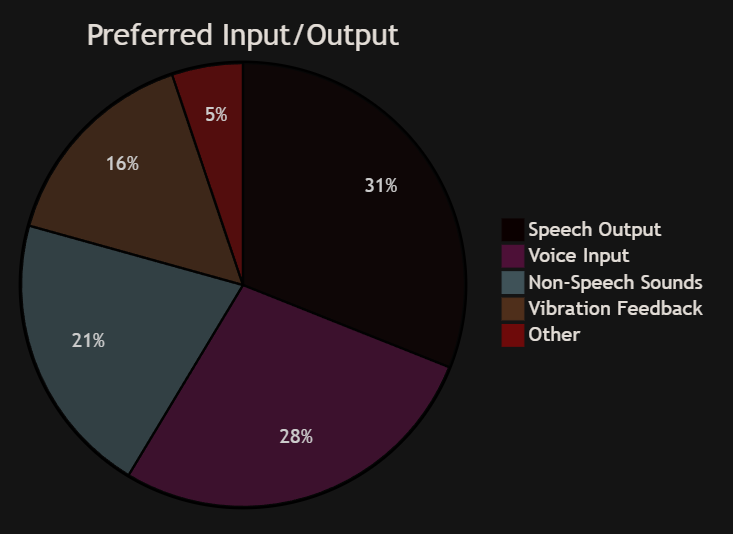 Preferred Input/Output
5%
16%
31%
21%
28%
Speech Output
Voice Input
Non-Speech Sounds
Vibration Feedback
Other